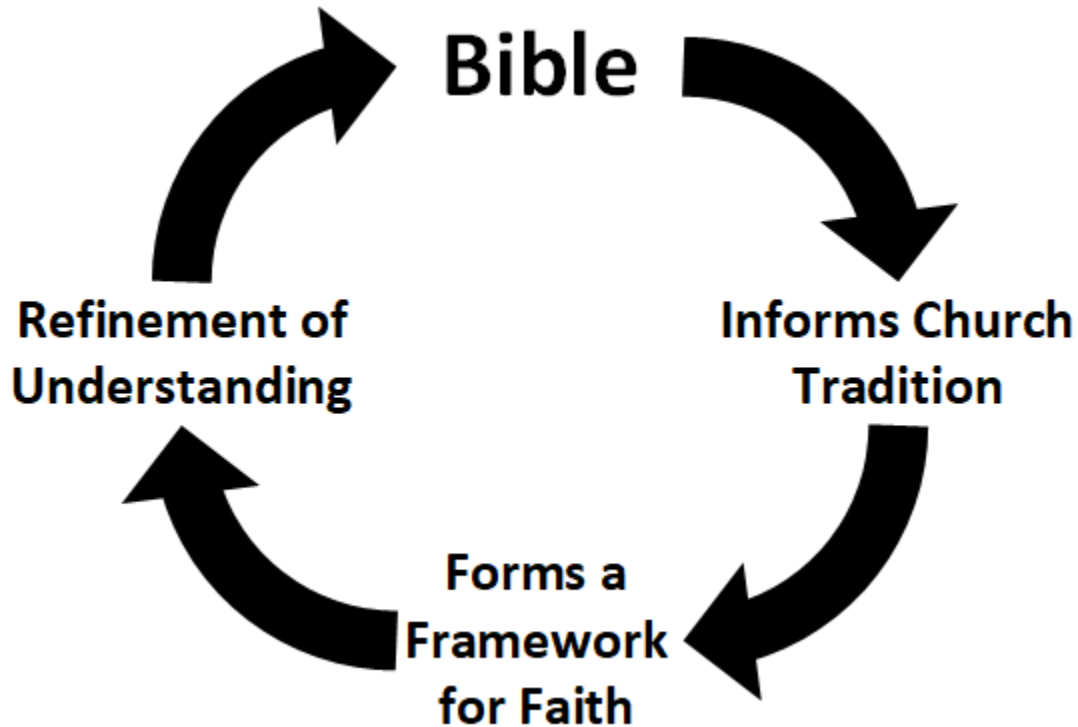 Bible
Informs Church
Tradition
Forms a
Framework
for Faith
Refinement of
Understanding